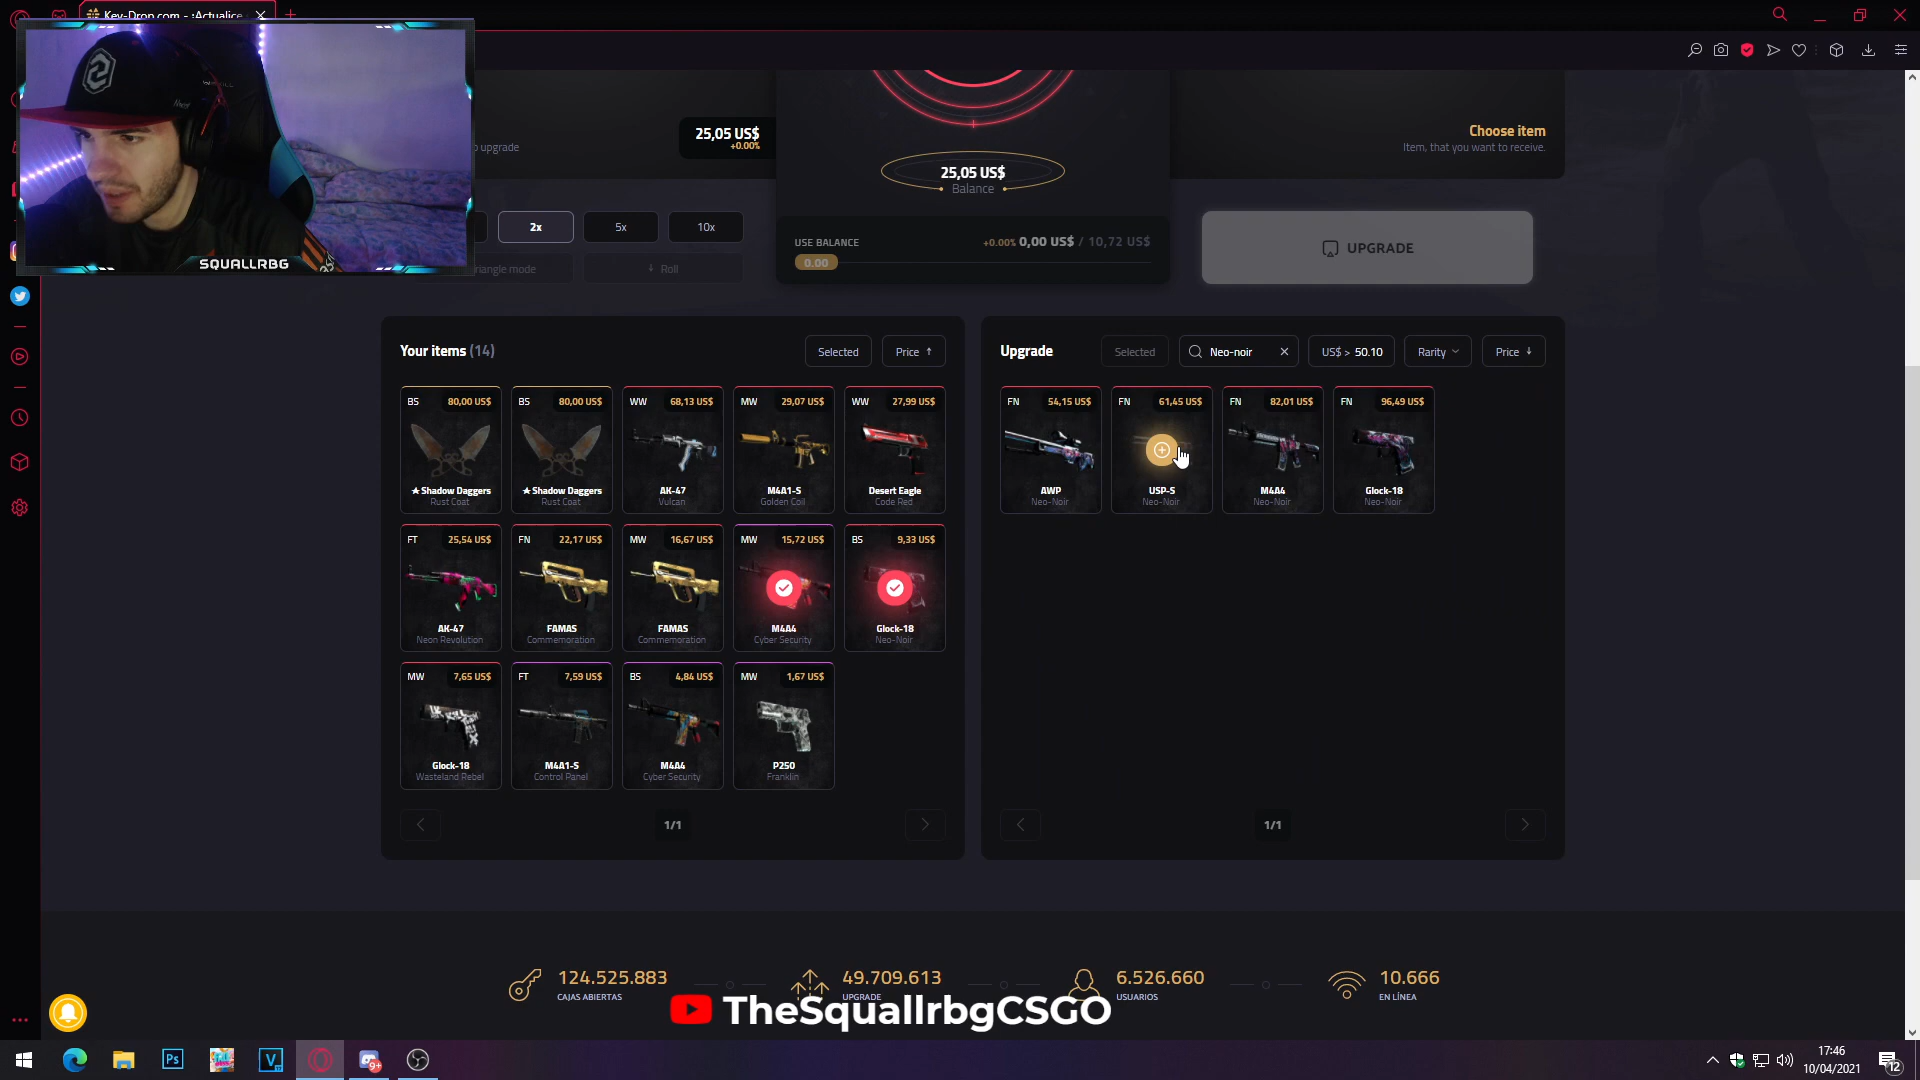 Key-Drop.com - ¡Actualice
SQUALLRBG
upgrade
25,05 US$
+0.00%
25,05 US$
Balance
Choose item
Item, that you want to receive.
2x
5x
10x
USE BALANCE
+0.00% 0,00 US$ / 10,72 US$
0.00
UPGRADE
angle mode
Roll
Your items (14)
Selected
Price
Upgrade
Selected
Neo-noir
US$ > 50.10
Rarity
Price
BS 80,00 US$
★ Shadow Daggers
Rust Coat
BS 80,00 US$
★ Shadow Daggers
Rust Coat
WW 68,13 US$
AK-47
Vulcan
MW 29,07 US$
M4A1-S
Golden Coil
WW 27,99 US$
Desert Eagle
Code Red
FN 54,15 US$
AWP
Neo-Noir
FN 61,45 US$
USP-S
Neo-Noir
FN 82,01 US$
M4A4
Neo-Noir
FN 96,49 US$
Glock-18
Neo-Noir
FT 25,54 US$
AK-47
Neon Revolution
FN 22,17 US$
FAMAS
Commemoration
MW 16,67 US$
FAMAS
Commemoration
MW 15,72 US$
M4A4
Cyber Security
BS 9,33 US$
Glock-18
Neo-Noir
MW 7,65 US$
Glock-18
Wasteland Rebel
FT 7,59 US$
M4A1-S
Control Panel
BS 4,84 US$
M4A4
Cyber Security
MW 1,67 US$
P250
Franklin
1/1
1/1
124.525.883
CAJAS ABIERTAS
49.709.613
UPGRADE
6.526.660
USUARIOS
10.666
EN LÍNEA
TheSquallrbgCSGO
Ps
V
9+
17:46
10/04/2021
12